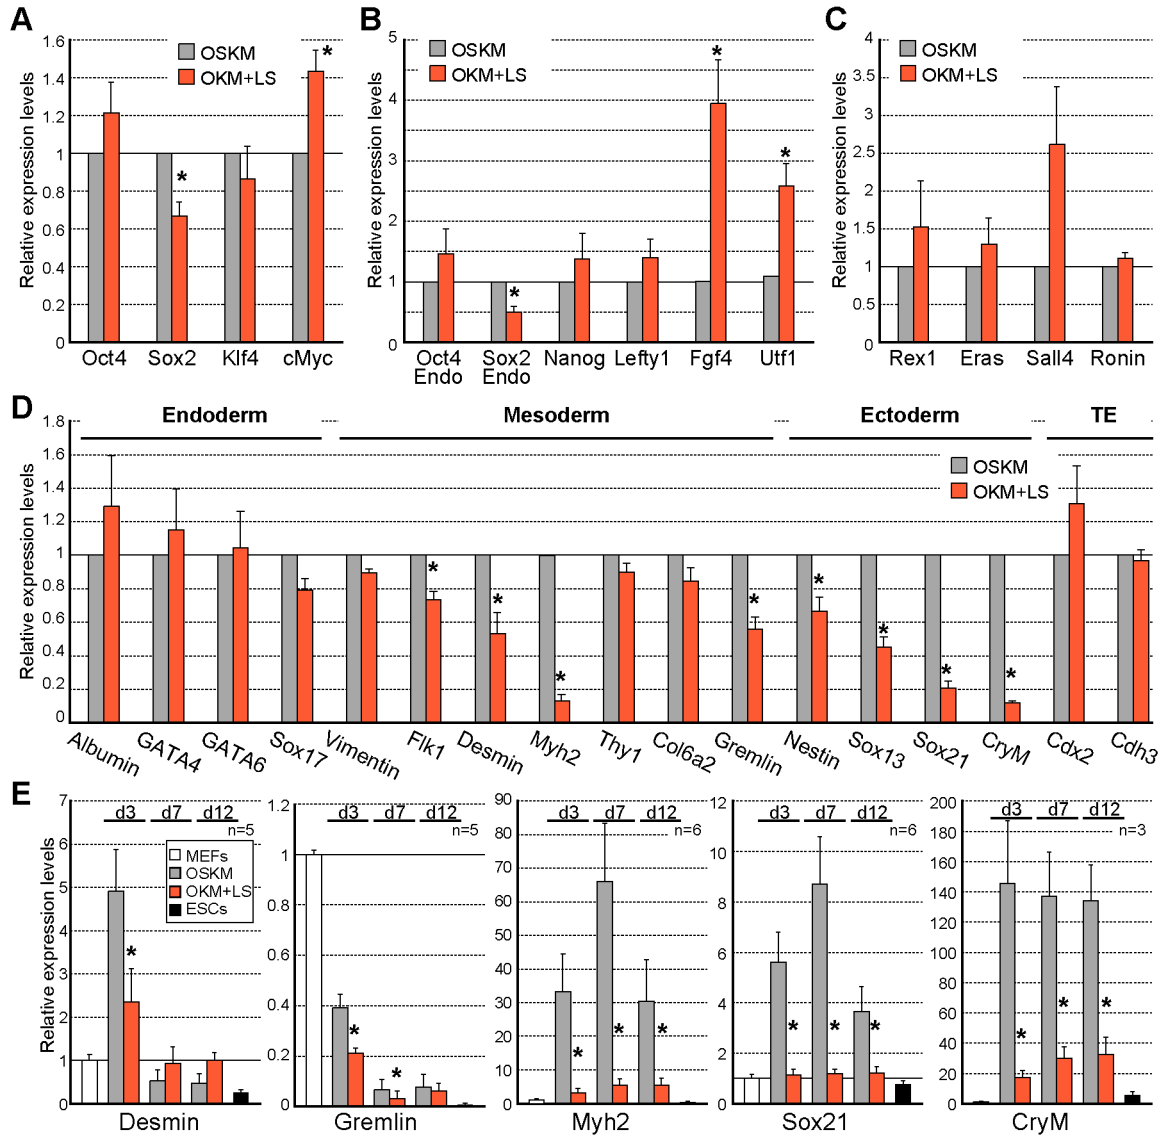 A
Relative expression levels
1.6
1.4
1.2
1
0.8
0.6
0.4
0.2
0
OSKM
OKM+LS
*
*
Oct4 Sox2 Klf4 cMyc
B
Relative expression levels
5
4
3
2
1
0
OSKM
OKM+LS
*
*
*
Oct4 Endo
Sox2 Endo
Nanog Lefty1 Fgf4 Utf1
C
Relative expression levels
4
3.5
3
2.5
2
1.5
1
0.5
0
OSKM
OKM+LS
Rex1 Eras Sall4 Ronin
D
Endoderm Mesoderm Ectoderm TE
Relative expression levels
1.8
1.6
1.4
1.2
1
0.8
0.6
0.4
0.2
0
OSKM
OKM+LS
* * * * * * * *
Albumin GATA4 GATA6 Sox17 Vimentin Flk1 Desmin Myh2 Thy1 Col6a2 Gremlin Nestin Sox13 Sox21 CryM Cdx2 Cdh3
E
Relative expression levels
7
6
5
4
3
2
1
0
d3 d7 d12
n=5
MEFs
OSKM
OKM+LS
ESCs
*
Desmin
1.2
1
0.8
0.6
0.4
0.2
0
d3 d7 d12
n=5
* *
Gremlin
90
80
70
60
50
40
30
20
10
0
d3 d7 d12
n=6
* * *
Myh2
12
10
8
6
4
2
0
d3 d7 d12
n=6
* * *
Sox21
200
180
160
140
120
100
80
60
40
20
0
d3 d7 d12
n=3
* * *
CryM